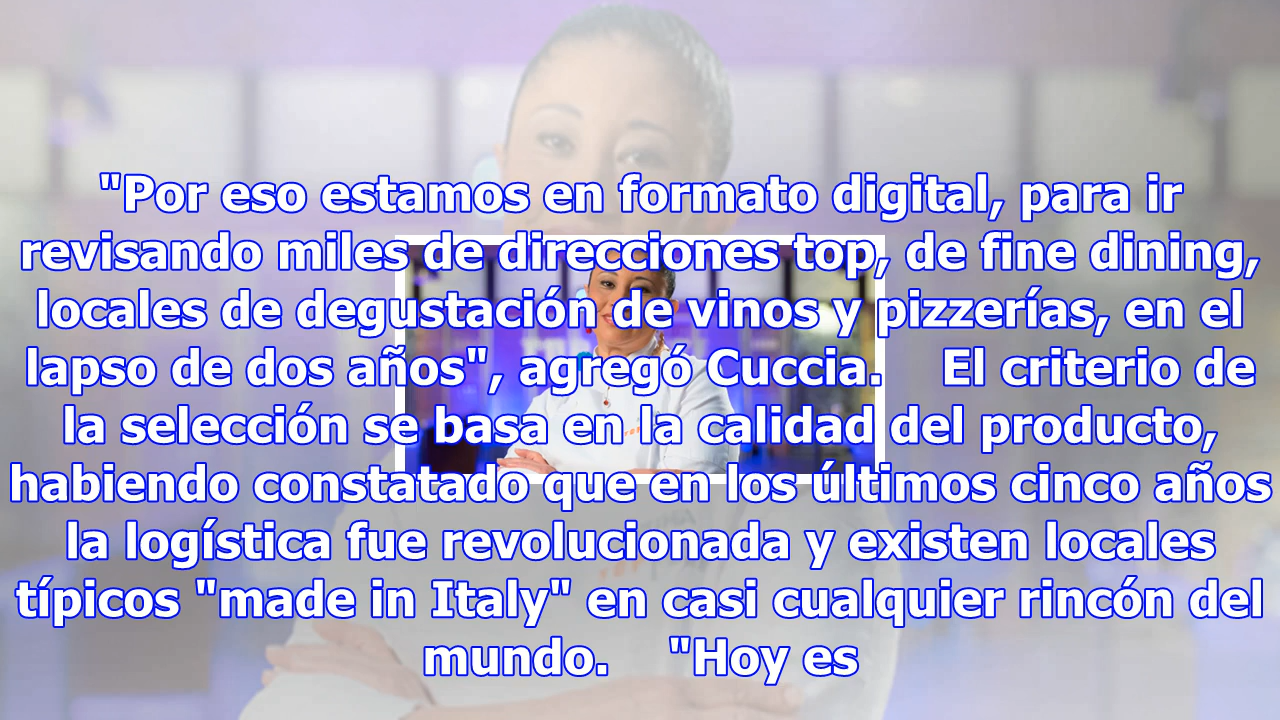 "Por eso estamos en formato digital, para ir
revisando miles de direcciones top, de fine dining,
locales de degustación de vinos y pizzerías, en el
lapso de dos años", agregó Cuccia.    El criterio de
la selección se basa en la calidad del producto,
habiendo constatado que en los últimos cinco años
la logística fue revolucionada y existen locales
típicos "made in Italy" en casi cualquier rincón del
mundo.    "Hoy es